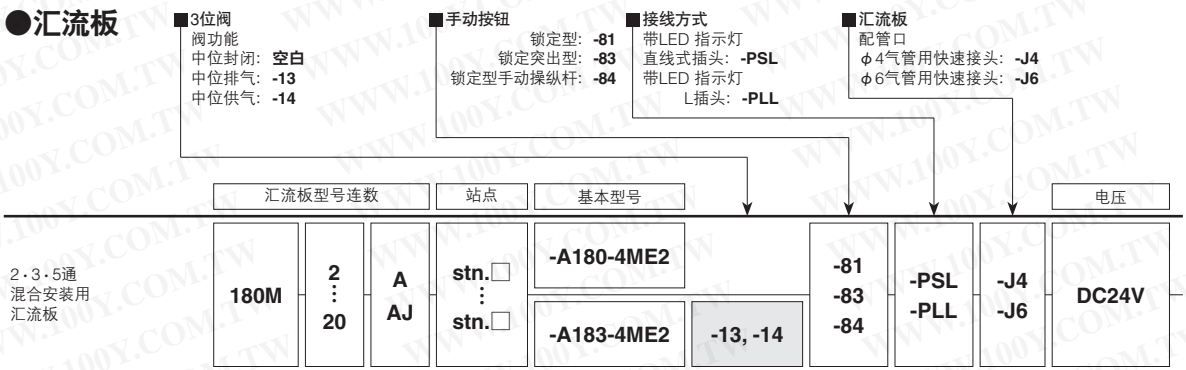 ●汇流板
■3位阀
阀功能
中位封闭: 空白
中位排气: -13
中位供气: -14
■手动按钮
锁定型: -81
锁定突出型: -83
锁定型手动操纵杆: -84
■接线方式
带LED 指示灯
直线式插头: -PSL
带LED 指示灯
L插头: -PLL
■汇流板
配管口
φ4气管用快速接头: -J4
φ6气管用快速接头: -J6
汇流板型号连数
站点
基本型号
电压
2・3・5通
混合安装用
汇流板
180M
2
⋮
20
A
AJ
stn.□
⋮
stn.□
-A180-4ME2
-A183-4ME2
-13, -14
-81
-83
-84
-PSL
-PLL
-J4
-J6
DC24V
WWW.100Y.COM.TW